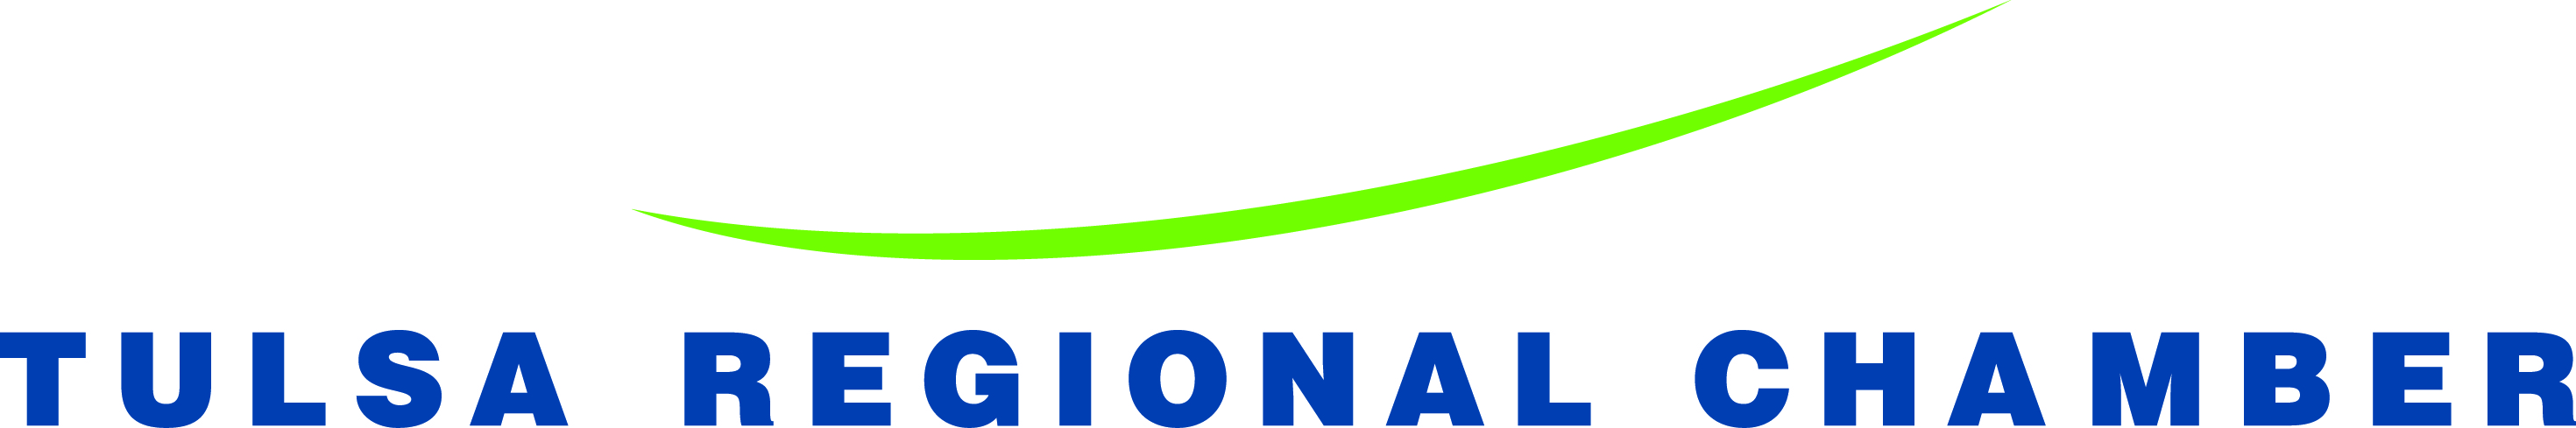 TULSA REGIONAL CHAMBER